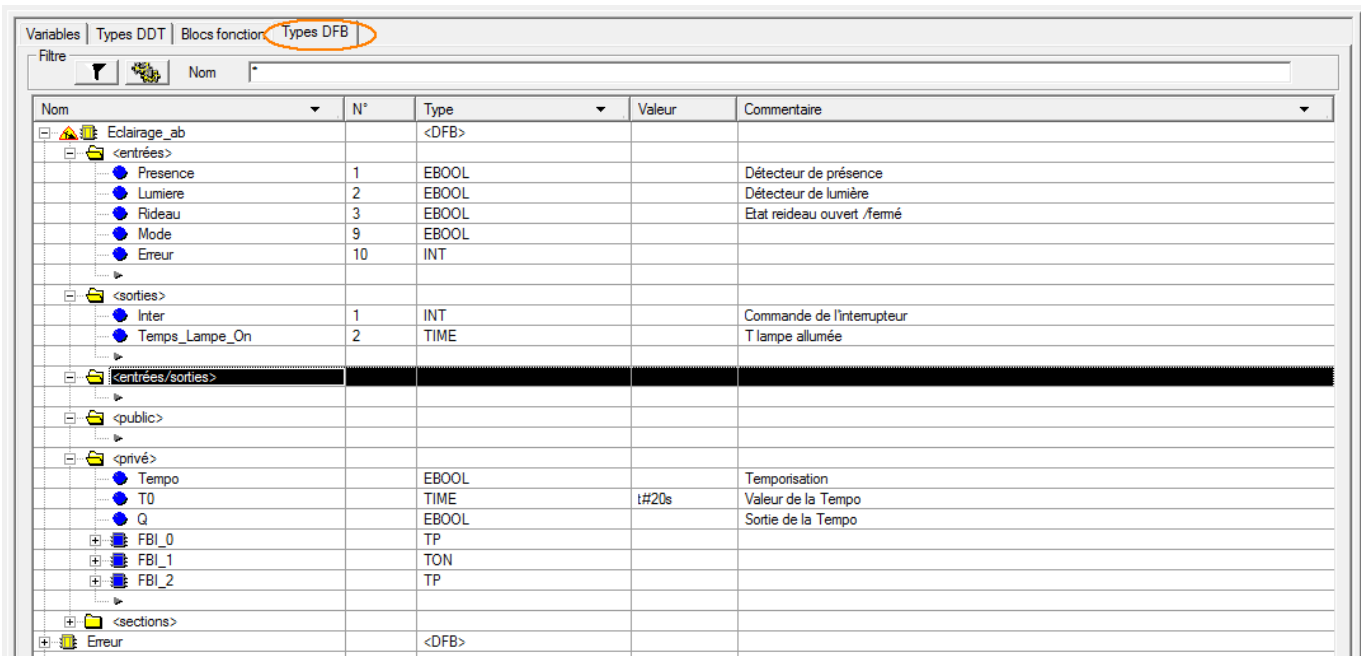 Variables Types DDT Blocs fonction Types DFB
Filtre
Nom *
Nom N° Type Valeur Commentaire
Eclairage_ab <DFB>
<entrées>
Presence 1 EBOOL Détecteur de présence
Lumiere 2 EBOOL Détecteur de lumière
Rideau 3 EBOOL Etat reideau ouvert /fermé
Mode 9 EBOOL
Erreur 10 INT
<sorties>
Inter 1 INT Commande de l'interrupteur
Temps_Lampe_On 2 TIME T lampe allumée
<entrées/sorties>
<public>
<privé>
Tempo EBOOL Temporisation
T0 TIME t#20s Valeur de la Tempo
Q EBOOL Sortie de la Tempo
FBI_0 TP
FBI_1 TON
FBI_2 TP
<sections>
Erreur <DFB>